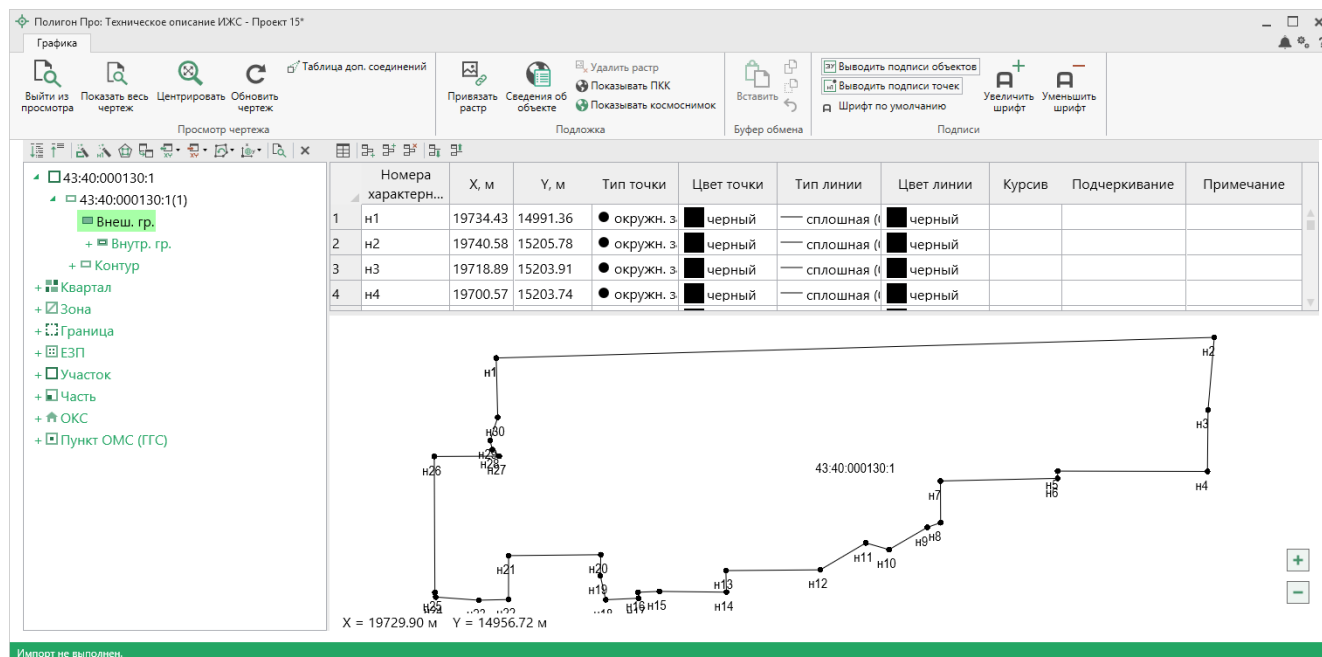 Полигон Про: Техническое описание ИЖС - Проект 15*
Графика
Выйти из просмотра
Показать весь чертеж
Центрировать
Обновить чертеж
Таблица доп. соединений
Просмотр чертежа
Привязать растр
Сведения об объекте
Удалить растр
Показывать ПКК
Показывать космоснимок
Подложка
Вставить
Буфер обмена
Выводить подписи объектов
Выводить подписи точек
Шрифт по умолчанию
Увеличить шрифт
Уменьшить шрифт
Подписи
43:40:000130:1
43:40:000130:1(1)
Внеш. гр.
+ Внутр. гр.
+ Контур
+ Квартал
+ Зона
+ Граница
+ ЕЗП
+ Участок
+ Часть
+ ОКС
+ Пункт ОМС (ГГС)
Номера характерн... X, м Y, м Тип точки Цвет точки Тип линии Цвет линии Курсив Подчеркивание Примечание
1 н1 19734.43 14991.36 окружн. з черный сплошная ( черный
2 н2 19740.58 15205.78 окружн. з черный сплошная ( черный
3 н3 19718.89 15203.91 окружн. з черный сплошная ( черный
4 н4 19700.57 15203.74 окружн. з черный сплошная ( черный
н2
н1
н3
н30
н29
н28
н27
н26
43:40:000130:1
н4
н5
н6
н7
н8
н9
н10
н11
н12
н13
н14
н15
н16
н17
н18
н19
н20
н21
н22
н23
н24
н25
X = 19729.90 м Y = 14956.72 м
Импорт не выполнен.